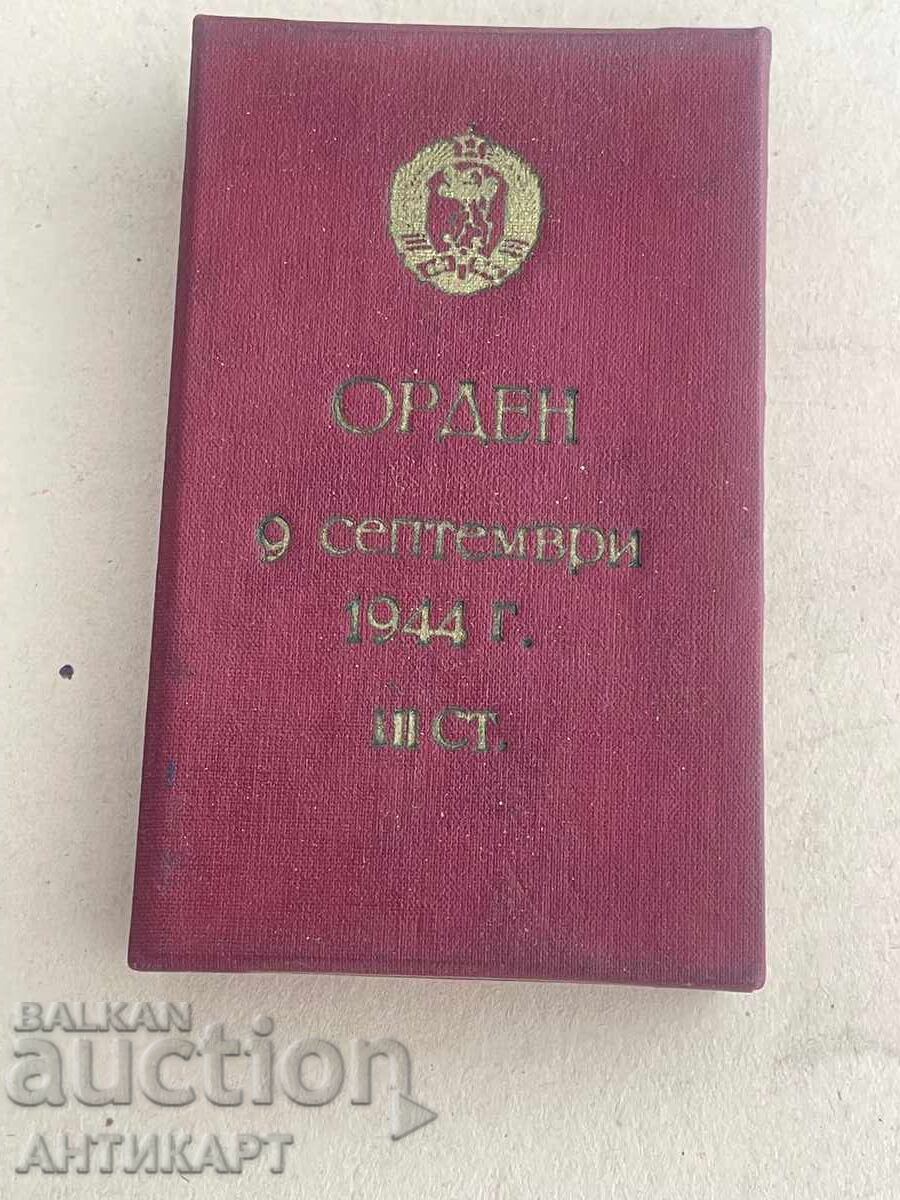 ОРДЕН
9 септември
1944 г.
III СТ.
BALKAN
auction
АНТИКАРТ